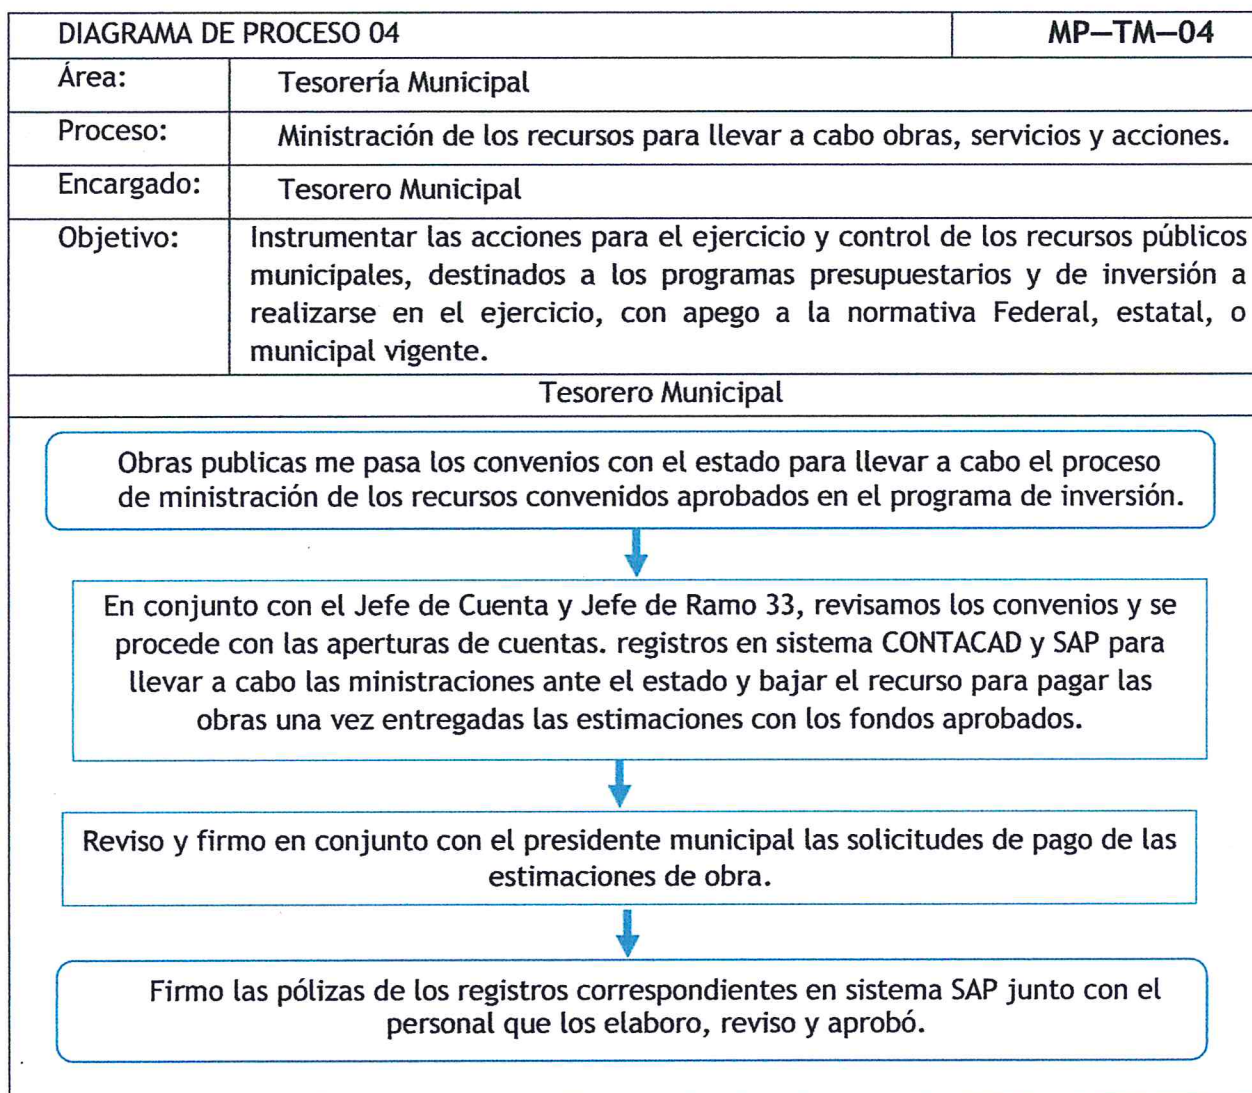 DIAGRAMA DE PROCESO 04 MP—TM—04
Área: Tesorería Municipal
Proceso: Ministración de los recursos para llevar a cabo obras, servicios y acciones.
Encargado: Tesorero Municipal
Objetivo: Instrumentar las acciones para el ejercicio y control de los recursos públicos
municipales, destinados a los programas presupuestarios y de inversión a
realizarse en el ejercicio, con apego a la normativa Federal, estatal, o
municipal vigente.
Tesorero Municipal
Obras publicas me pasa los convenios con el estado para llevar a cabo el proceso
de ministración de los recursos convenidos aprobados en el programa de inversión.
En conjunto con el Jefe de Cuenta y Jefe de Ramo 33, revisamos los convenios y se
procede con las aperturas de cuentas. registros en sistema CONTACAD y SAP para
llevar a cabo las ministraciones ante el estado y bajar el recurso para pagar las
obras una vez entregadas las estimaciones con los fondos aprobados.
Reviso y firmo en conjunto con el presidente municipal las solicitudes de pago de las
estimaciones de obra.
Firmo las pólizas de los registros correspondientes en sistema SAP junto con el
personal que los elaboro, reviso y aprobó.